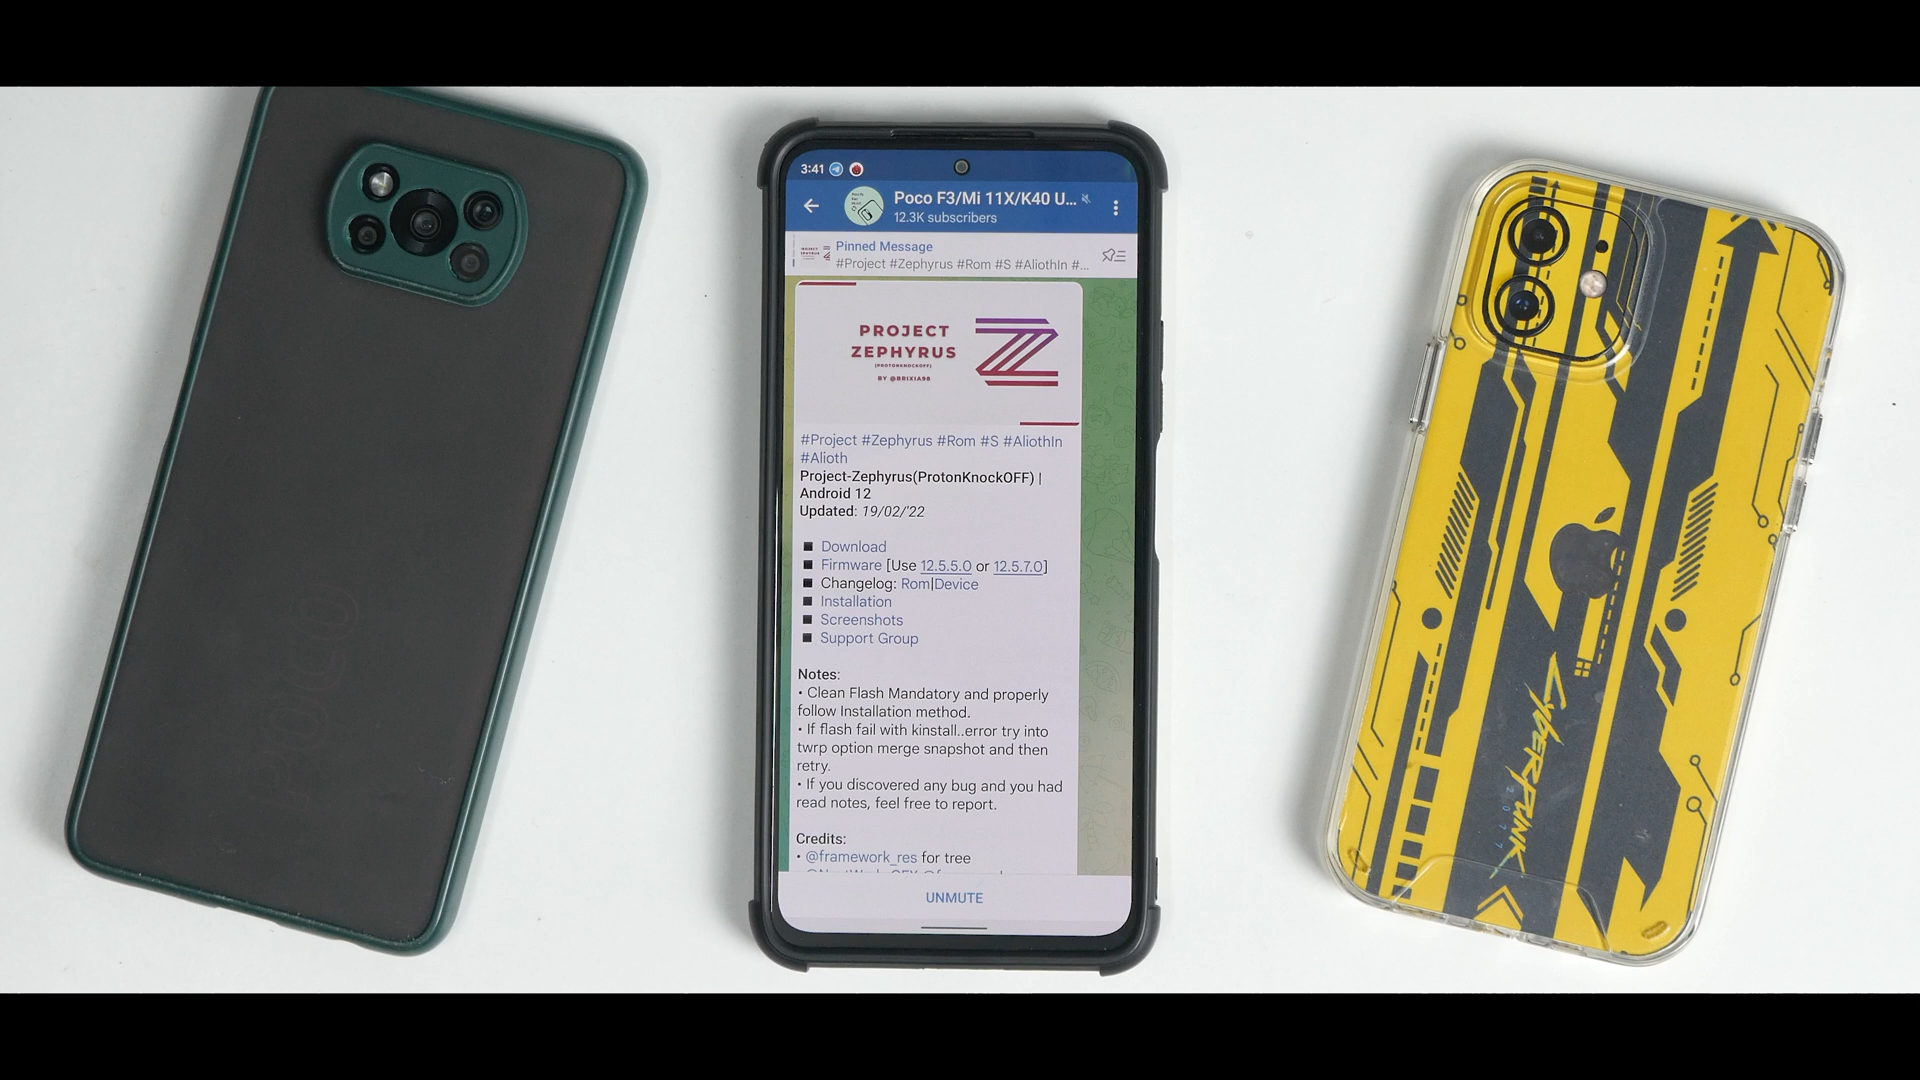 POCO
3:41
Poco F3/Mi 11X/K40 U...
12.3K subscribers
Pinned Message
#Project #Zephyrus #Rom #S #AliothIn #...
PROJECT
ZEPHYRUS
(PROTONKNOCKOFF)
BY @BRIXIA98
#Project #Zephyrus #Rom #S #AliothIn
#Alioth
Project-Zephyrus(ProtonKnockOFF) |
Android 12
Updated: 19/02/'22
Download
Firmware [Use 12.5.5.0 or 12.5.7.0]
Changelog: Rom|Device
Installation
Screenshots
Support Group
Notes:
• Clean Flash Mandatory and properly
follow Installation method.
• If flash fail with kinstall..error try into
twrp option merge snapshot and then
retry.
• If you discovered any bug and you had
read notes, feel free to report.
Credits:
• @framework_res for tree
UNMUTE
Cyberpunk
2077